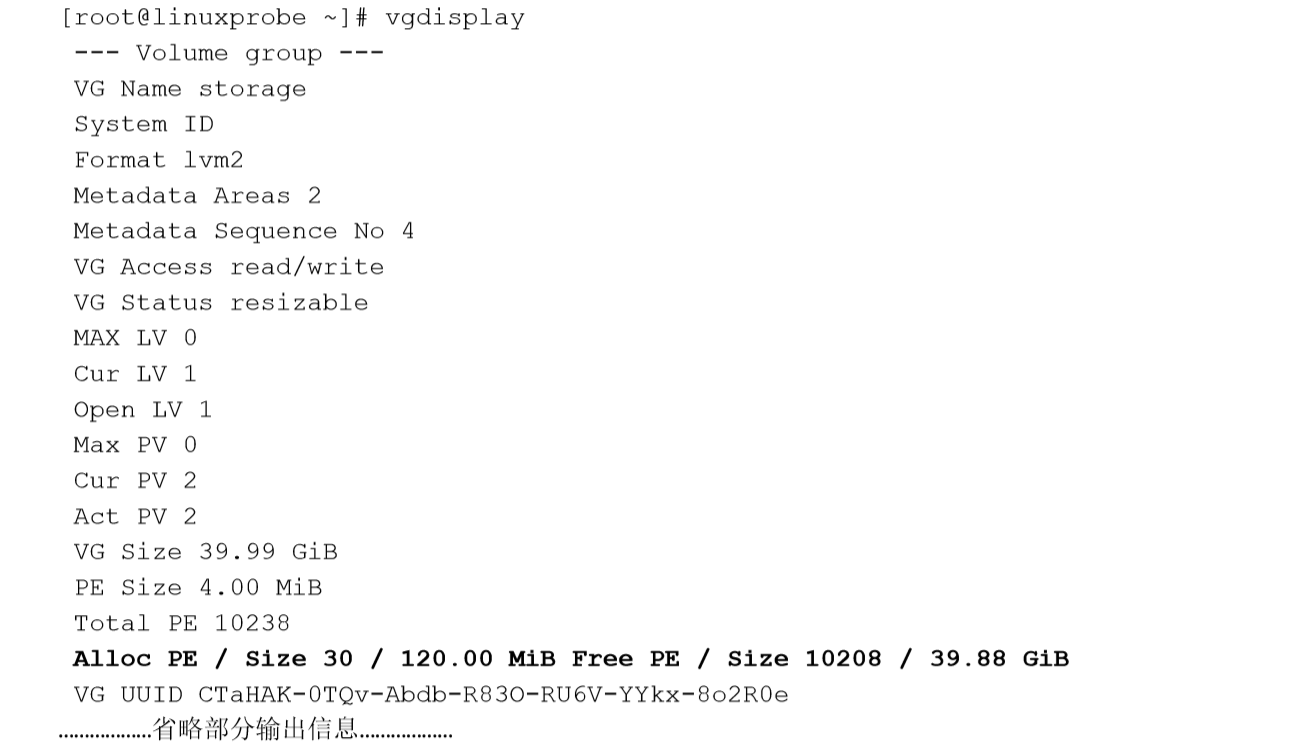 [root@linuxprobe ~]# vgdisplay
--- Volume group ---
VG Name storage
System ID
Format lvm2
Metadata Areas 2
Metadata Sequence No 4
VG Access read/write
VG Status resizable
MAX LV 0
Cur LV 1
Open LV 1
Max PV 0
Cur PV 2
Act PV 2
VG Size 39.99 GiB
PE Size 4.00 MiB
Total PE 10238
Alloc PE / Size 30 / 120.00 MiB Free PE / Size 10208 / 39.88 GiB
VG UUID CTaHAK-0TQv-Abdb-R83O-RU6V-YYkx-8o2R0e
………………省略部分输出信息………………